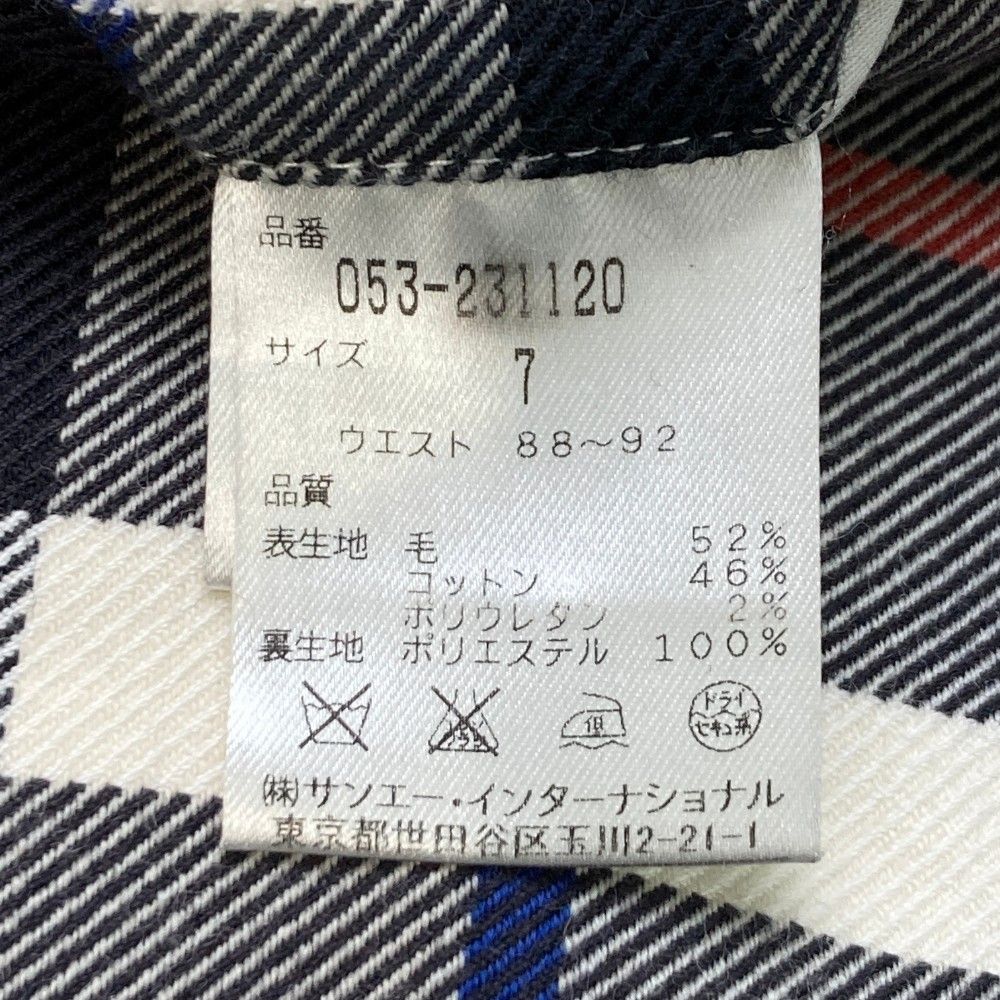 品番
053-231120
サイズ 7
ウエスト 88～92
品質
表生地 毛 52%
コットン 46%
ポリウレタン 2%
裏生地 ポリエステル 100%
低 ドライ セキユ系
㈱サンエー・インターナショナル
東京都世田谷区玉川2-21-1